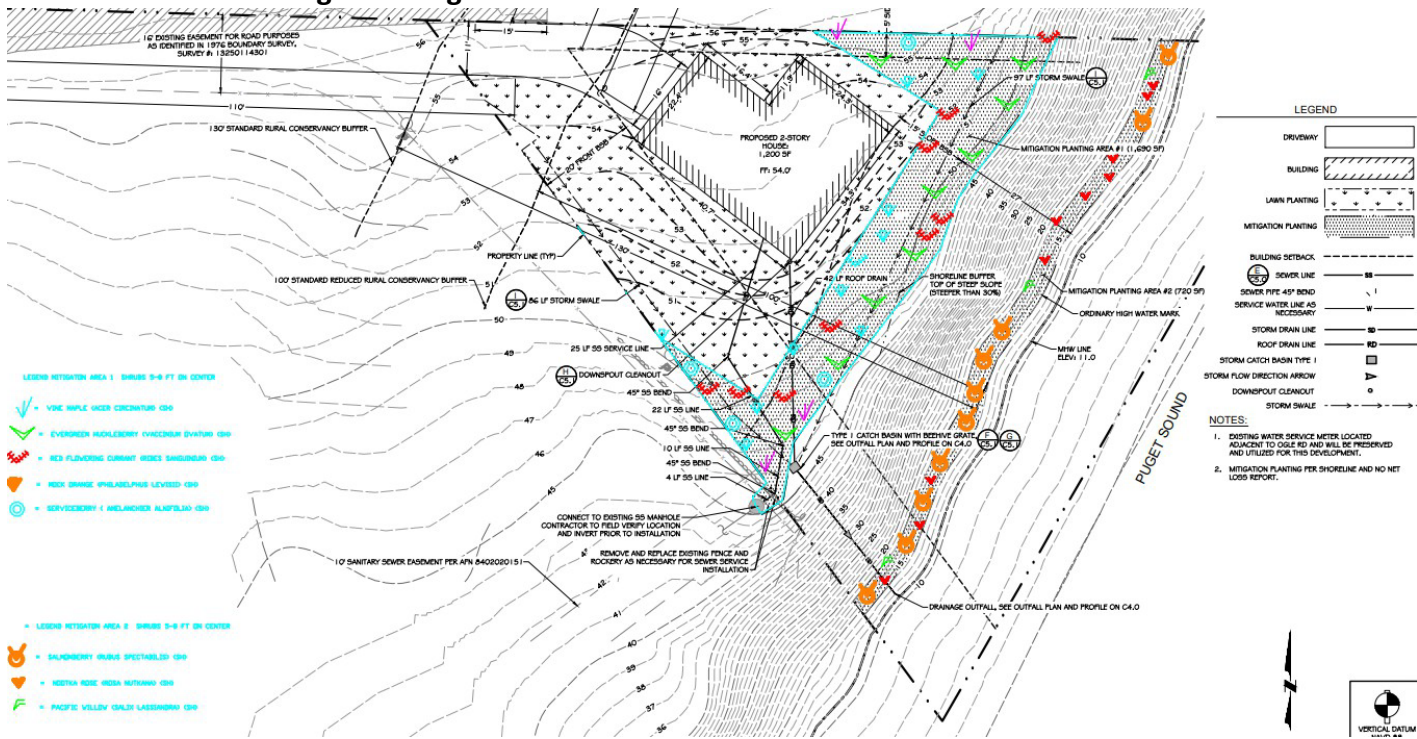 16' EXISTING EASEMENT FOR ROAD PURPOSES
AS IDENTIFIED IN 1976 BOUNDARY SURVEY,
SURVEY #: 13250114301
15'
110'
130' STANDARD RURAL CONSERVANCY BUFFER
20' FRONT BSB
PROPOSED 2-STORY
HOUSE:
1,200 SF
FF: 54.0'
97 LF STORM SWALE
MITIGATION PLANTING AREA #1 (1,690 SF)
PROPERTY LINE (TYP)
100' STANDARD REDUCED RURAL CONSERVANCY BUFFER
86 LF STORM SWALE
42 LF ROOF DRAIN
SHORELINE BUFFER
TOP OF STEEP SLOPE
(STEEPER THAN 30%)
MITIGATION PLANTING AREA #2 (720 SF)
ORDINARY HIGH WATER MARK
MHW LINE
ELEV: 11.0
25 LF SS SERVICE LINE
DOWNSPOUT CLEANOUT
45° SS BEND
22 LF SS LINE
45° SS BEND
10 LF SS LINE
45° SS BEND
4 LF SS LINE
TYPE 1 CATCH BASIN WITH BEEHIVE GRATE,
SEE OUTFALL PLAN AND PROFILE ON C4.0
CONNECT TO EXISTING SS MANHOLE
CONTRACTOR TO FIELD VERIFY LOCATION
AND INVERT PRIOR TO INSTALLATION
REMOVE AND REPLACE EXISTING FENCE AND
ROCKERY AS NECESSARY FOR SEWER SERVICE
INSTALLATION
10' SANITARY SEWER EASEMENT PER AFN 8402020151
DRAINAGE OUTFALL, SEE OUTFALL PLAN AND PROFILE ON C4.0
PUGET SOUND
LEGEND MITIGATION AREA 1 SHRUBS 5-8 FT ON CENTER
= VINE MAPLE (ACER CIRCINATUM)
= EVERGREEN HUCKLEBERRY (VACCINIUM OVATUM)
= RED FLOWERING CURRANT (RIBES SANGUINEUM)
= MOCK ORANGE (PHILADELPHUS LEWISII)
= SERVICEBERRY ( AMELANCHIER ALNIFOLIA)
= LEGEND MITIGATION AREA 2 SHRUBS 5-8 FT ON CENTER
= SALMONBERRY (RUBUS SPECTABILIS)
= NOOTKA ROSE (ROSA NUTKANA)
= PACIFIC WILLOW (SALIX LASSIANDRA)
LEGEND
DRIVEWAY
BUILDING
LAWN PLANTING
MITIGATION PLANTING
BUILDING SETBACK
SEWER LINE SS
SEWER PIPE 45° BEND
SERVICE WATER LINE AS
NECESSARY W
STORM DRAIN LINE SD
ROOF DRAIN LINE RD
STORM CATCH BASIN TYPE 1
STORM FLOW DIRECTION ARROW
DOWNSPOUT CLEANOUT
STORM SWALE
NOTES:
1. EXISTING WATER SERVICE METER LOCATED
ADJACENT TO OGLE RD AND WILL BE PRESERVED
AND UTILIZED FOR THIS DEVELOPMENT.
2. MITIGATION PLANTING PER SHORELINE AND NO NET
LOSS REPORT.
N
VERTICAL DATUM